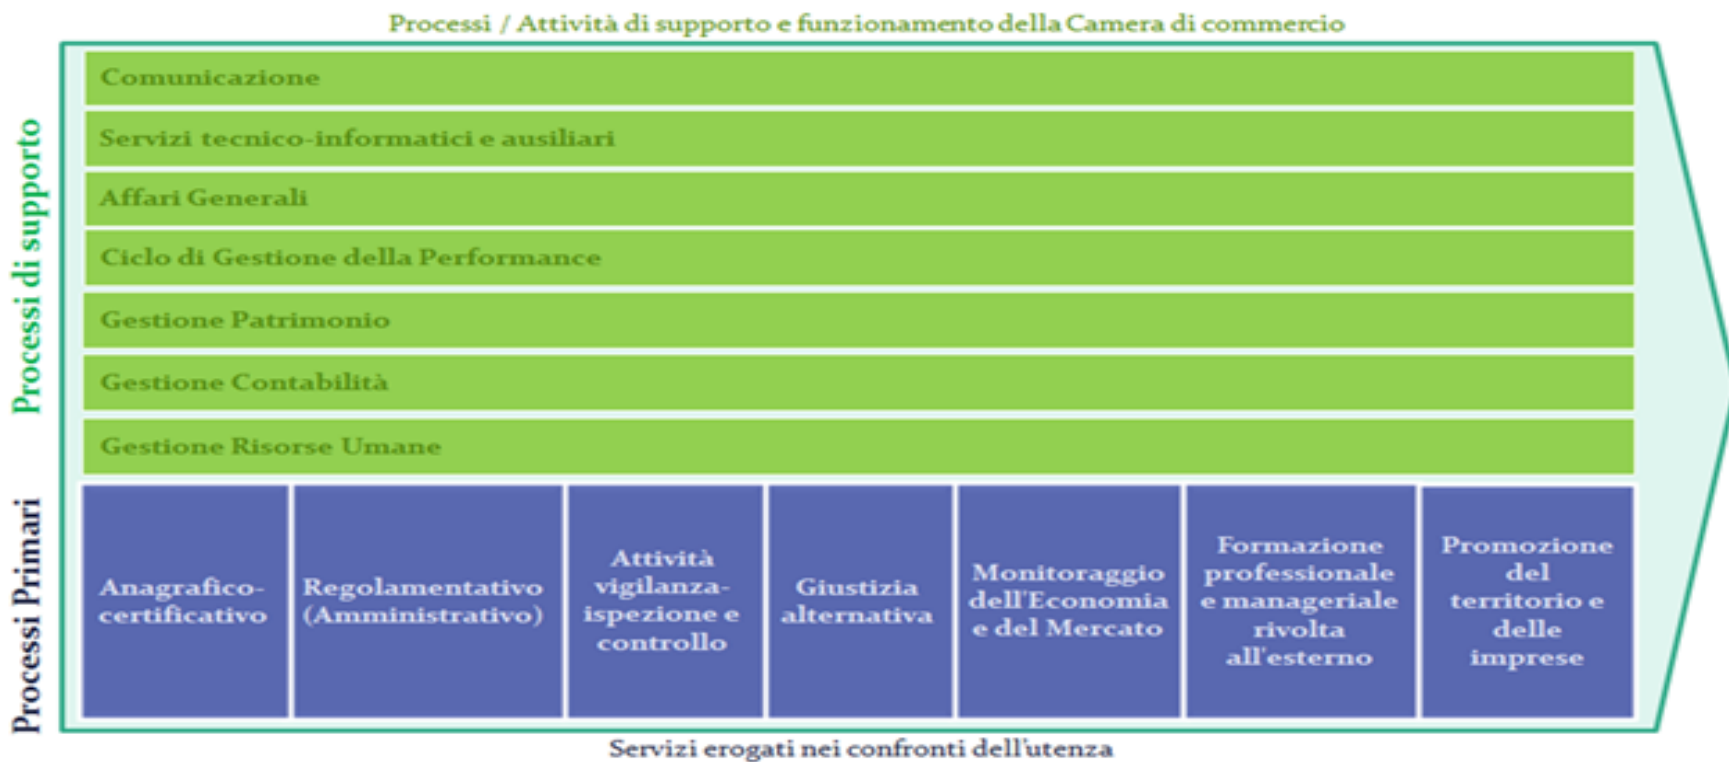 Processi / Attività di supporto e funzionamento della Camera di commercio
Processi di supporto
Comunicazione
Servizi tecnico-informatici e ausiliari
Affari Generali
Ciclo di Gestione della Performance
Gestione Patrimonio
Gestione Contabilità
Gestione Risorse Umane
Processi Primari
Anagrafico-
certificativo
Regolamentativo
(Amministrativo)
Attività
vigilanza-
ispezione e
controllo
Giustizia
alternativa
Monitoraggio
dell'Economia
e del Mercato
Formazione
professionale
e manageriale
rivolta
all'esterno
Promozione
del
territorio e
delle
imprese
Servizi erogati nei confronti dell'utenza